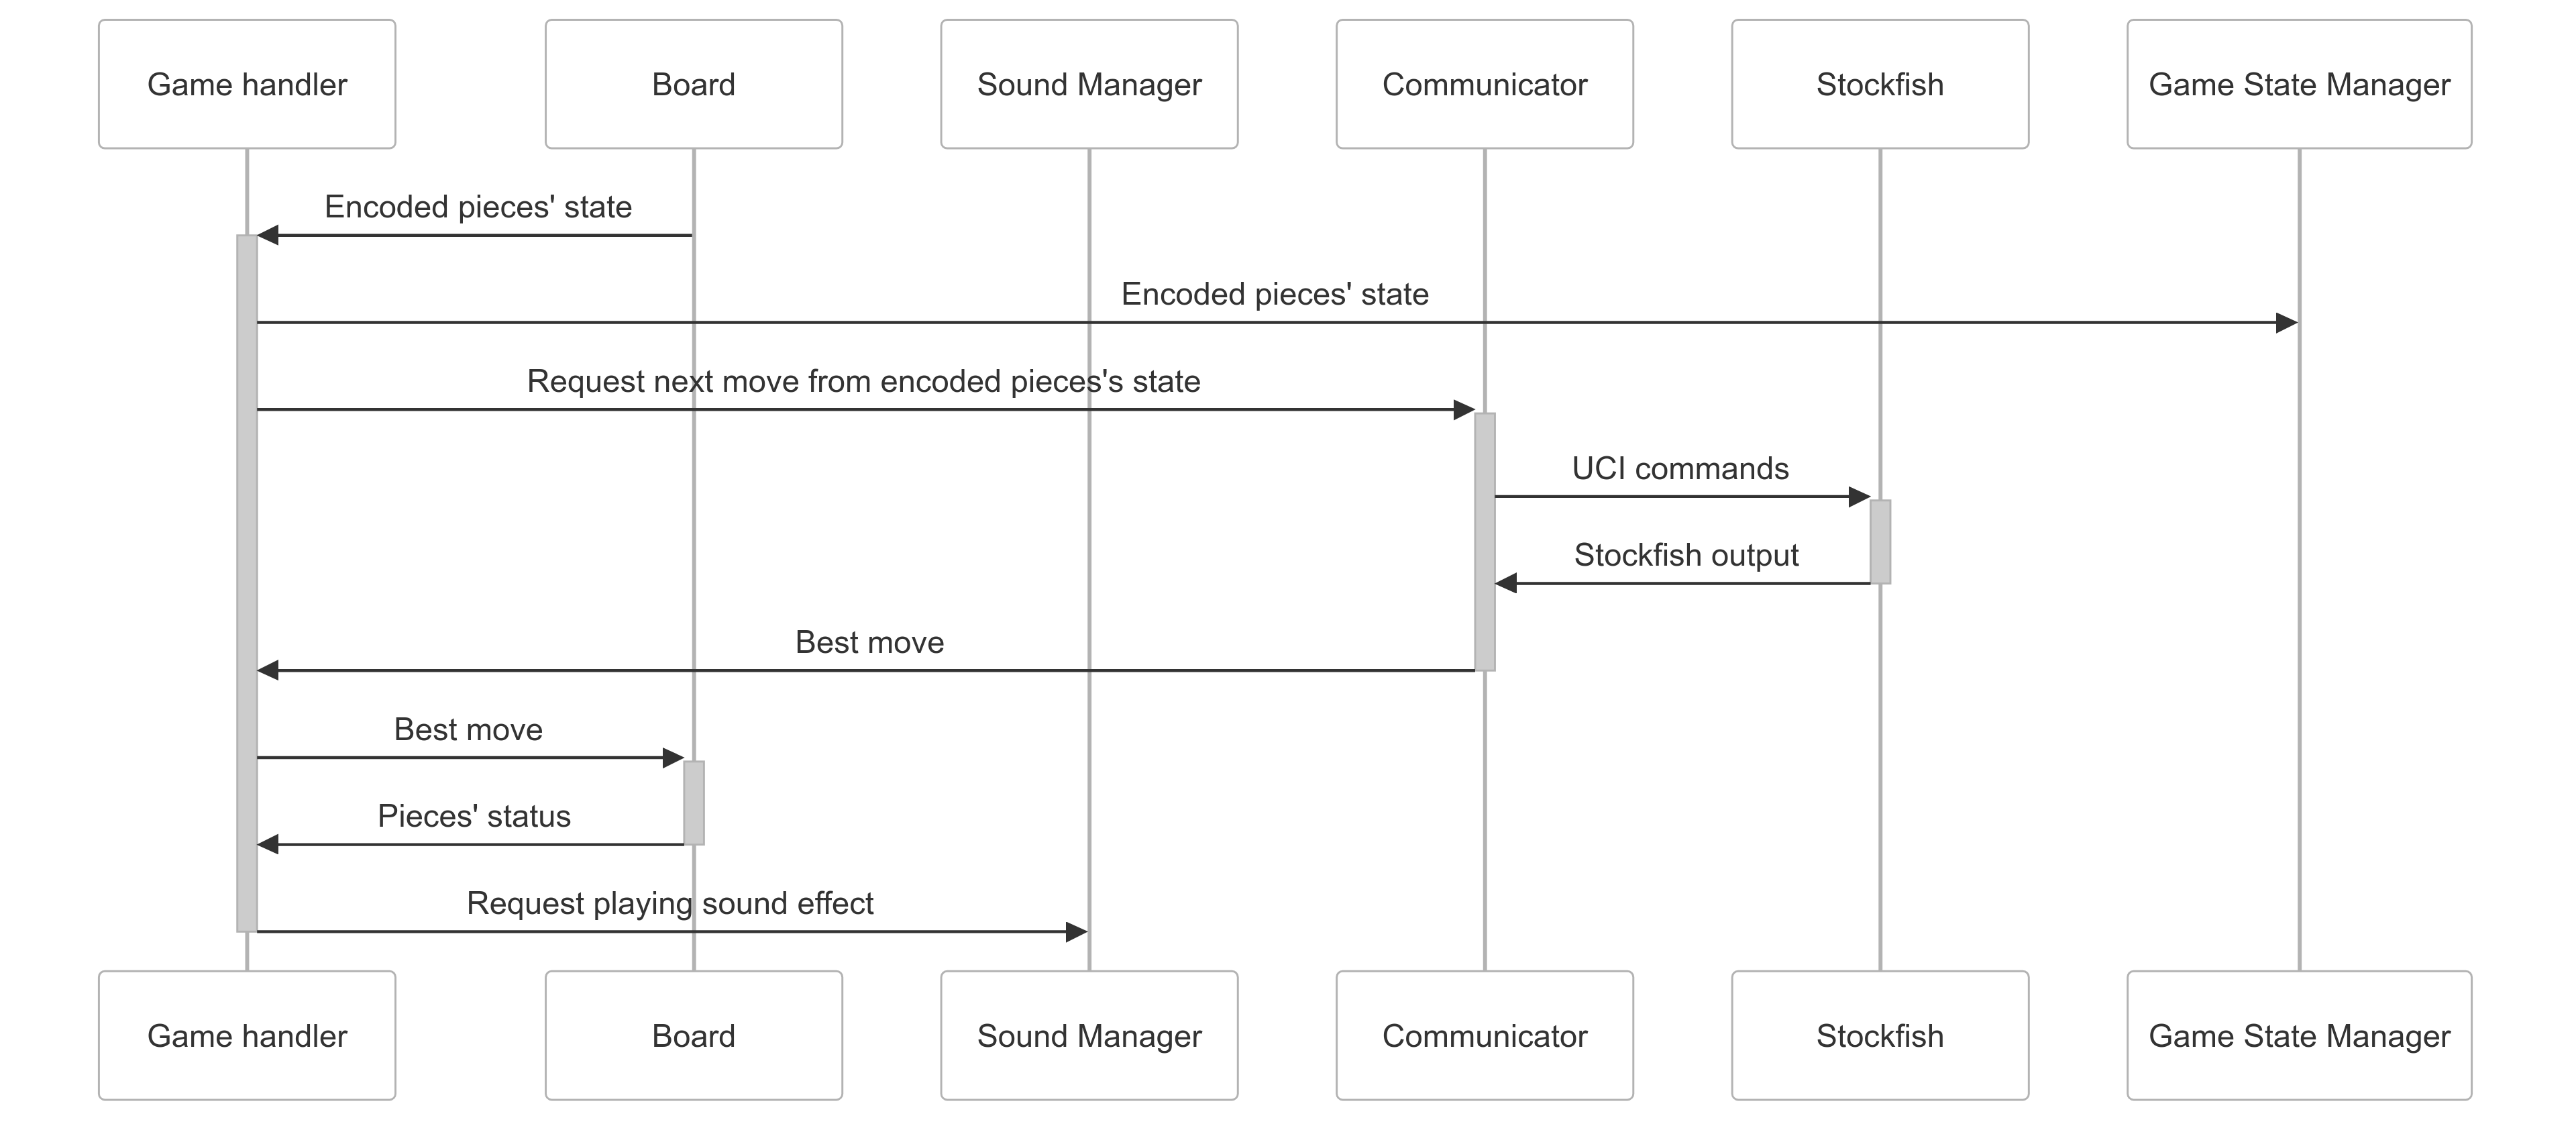 Game handler
Board
Sound Manager
Communicator
Stockfish
Game State Manager
Encoded pieces' state
Encoded pieces' state
Request next move from encoded pieces's state
UCI commands
Stockfish output
Best move
Best move
Pieces' status
Request playing sound effect
Game handler
Board
Sound Manager
Communicator
Stockfish
Game State Manager